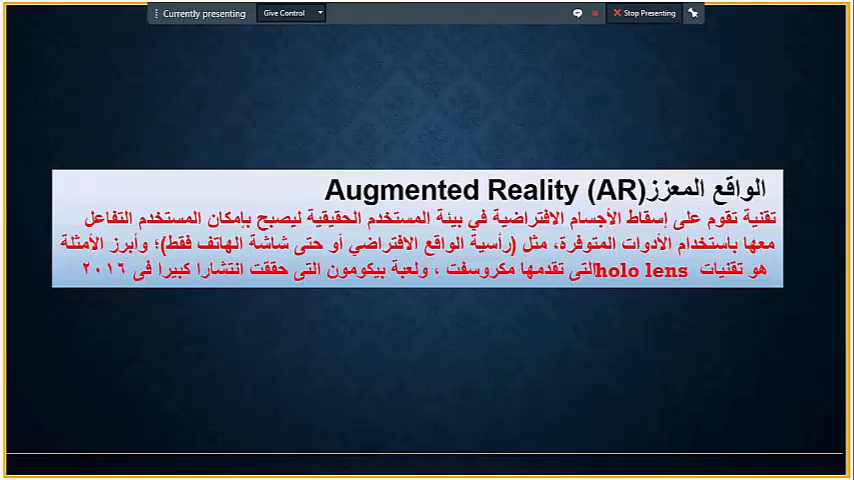 Currently presenting
Give Control
Stop Presenting
الواقع المعزز(Augmented Reality (AR
تقنية تقوم على إسقاط الأجسام الافتراضية في بيئة المستخدم الحقيقية ليصبح بإمكان المستخدم التفاعل
معها باستخدام الأدوات المتوفرة، مثل (رأسية الواقع الافتراضي أو حتى شاشة الهاتف فقط)؛ وأبرز الأمثلة
هو تقنيات holo lensالتى تقدمها مكروسفت ، ولعبة بيكومون التى حققت انتشارا كبيرا فى ٢٠١٦